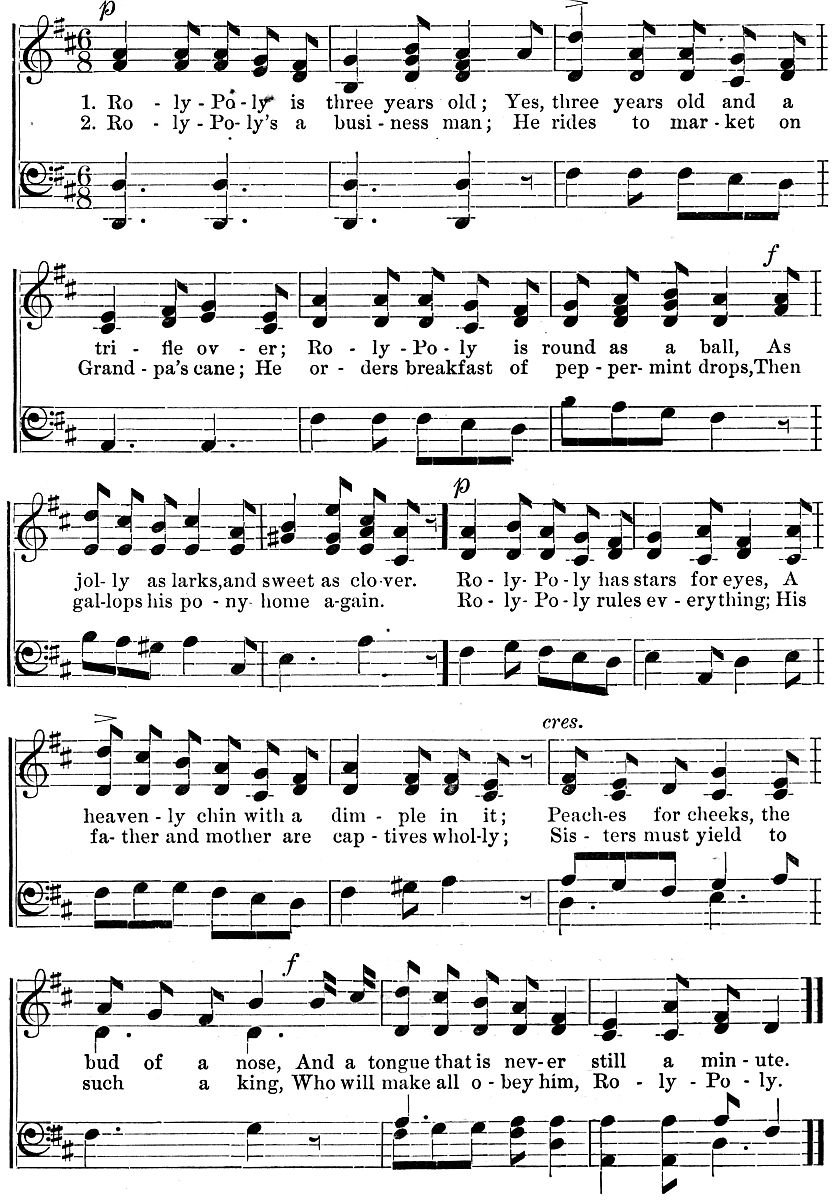 p
1. Ro - ly - Po - ly is three years old; Yes, three years old and a
2. Ro - ly - Po - ly's a busi - ness man; He rides to mar - ket on
f
tri - fle ov - er; Ro - ly - Po - ly is round as a ball, As
Grand - pa's cane; He or - ders breakfast of pep - per - mint drops, Then
p
jol - ly as larks, and sweet as clo - ver. Ro - ly - Po - ly has stars for eyes, A
gal - lops his po - ny home a - gain. Ro - ly - Po - ly rules ev - erything; His
cres.
heaven - ly chin with a dim - ple in it; Peach - es for cheeks, the
fa - ther and mother are cap - tives whol - ly; Sis - ters must yield to
f
bud of a nose, And a tongue that is nev - er still a min - ute.
such a king, Who will make all o - bey him, Ro - ly - Po - ly.